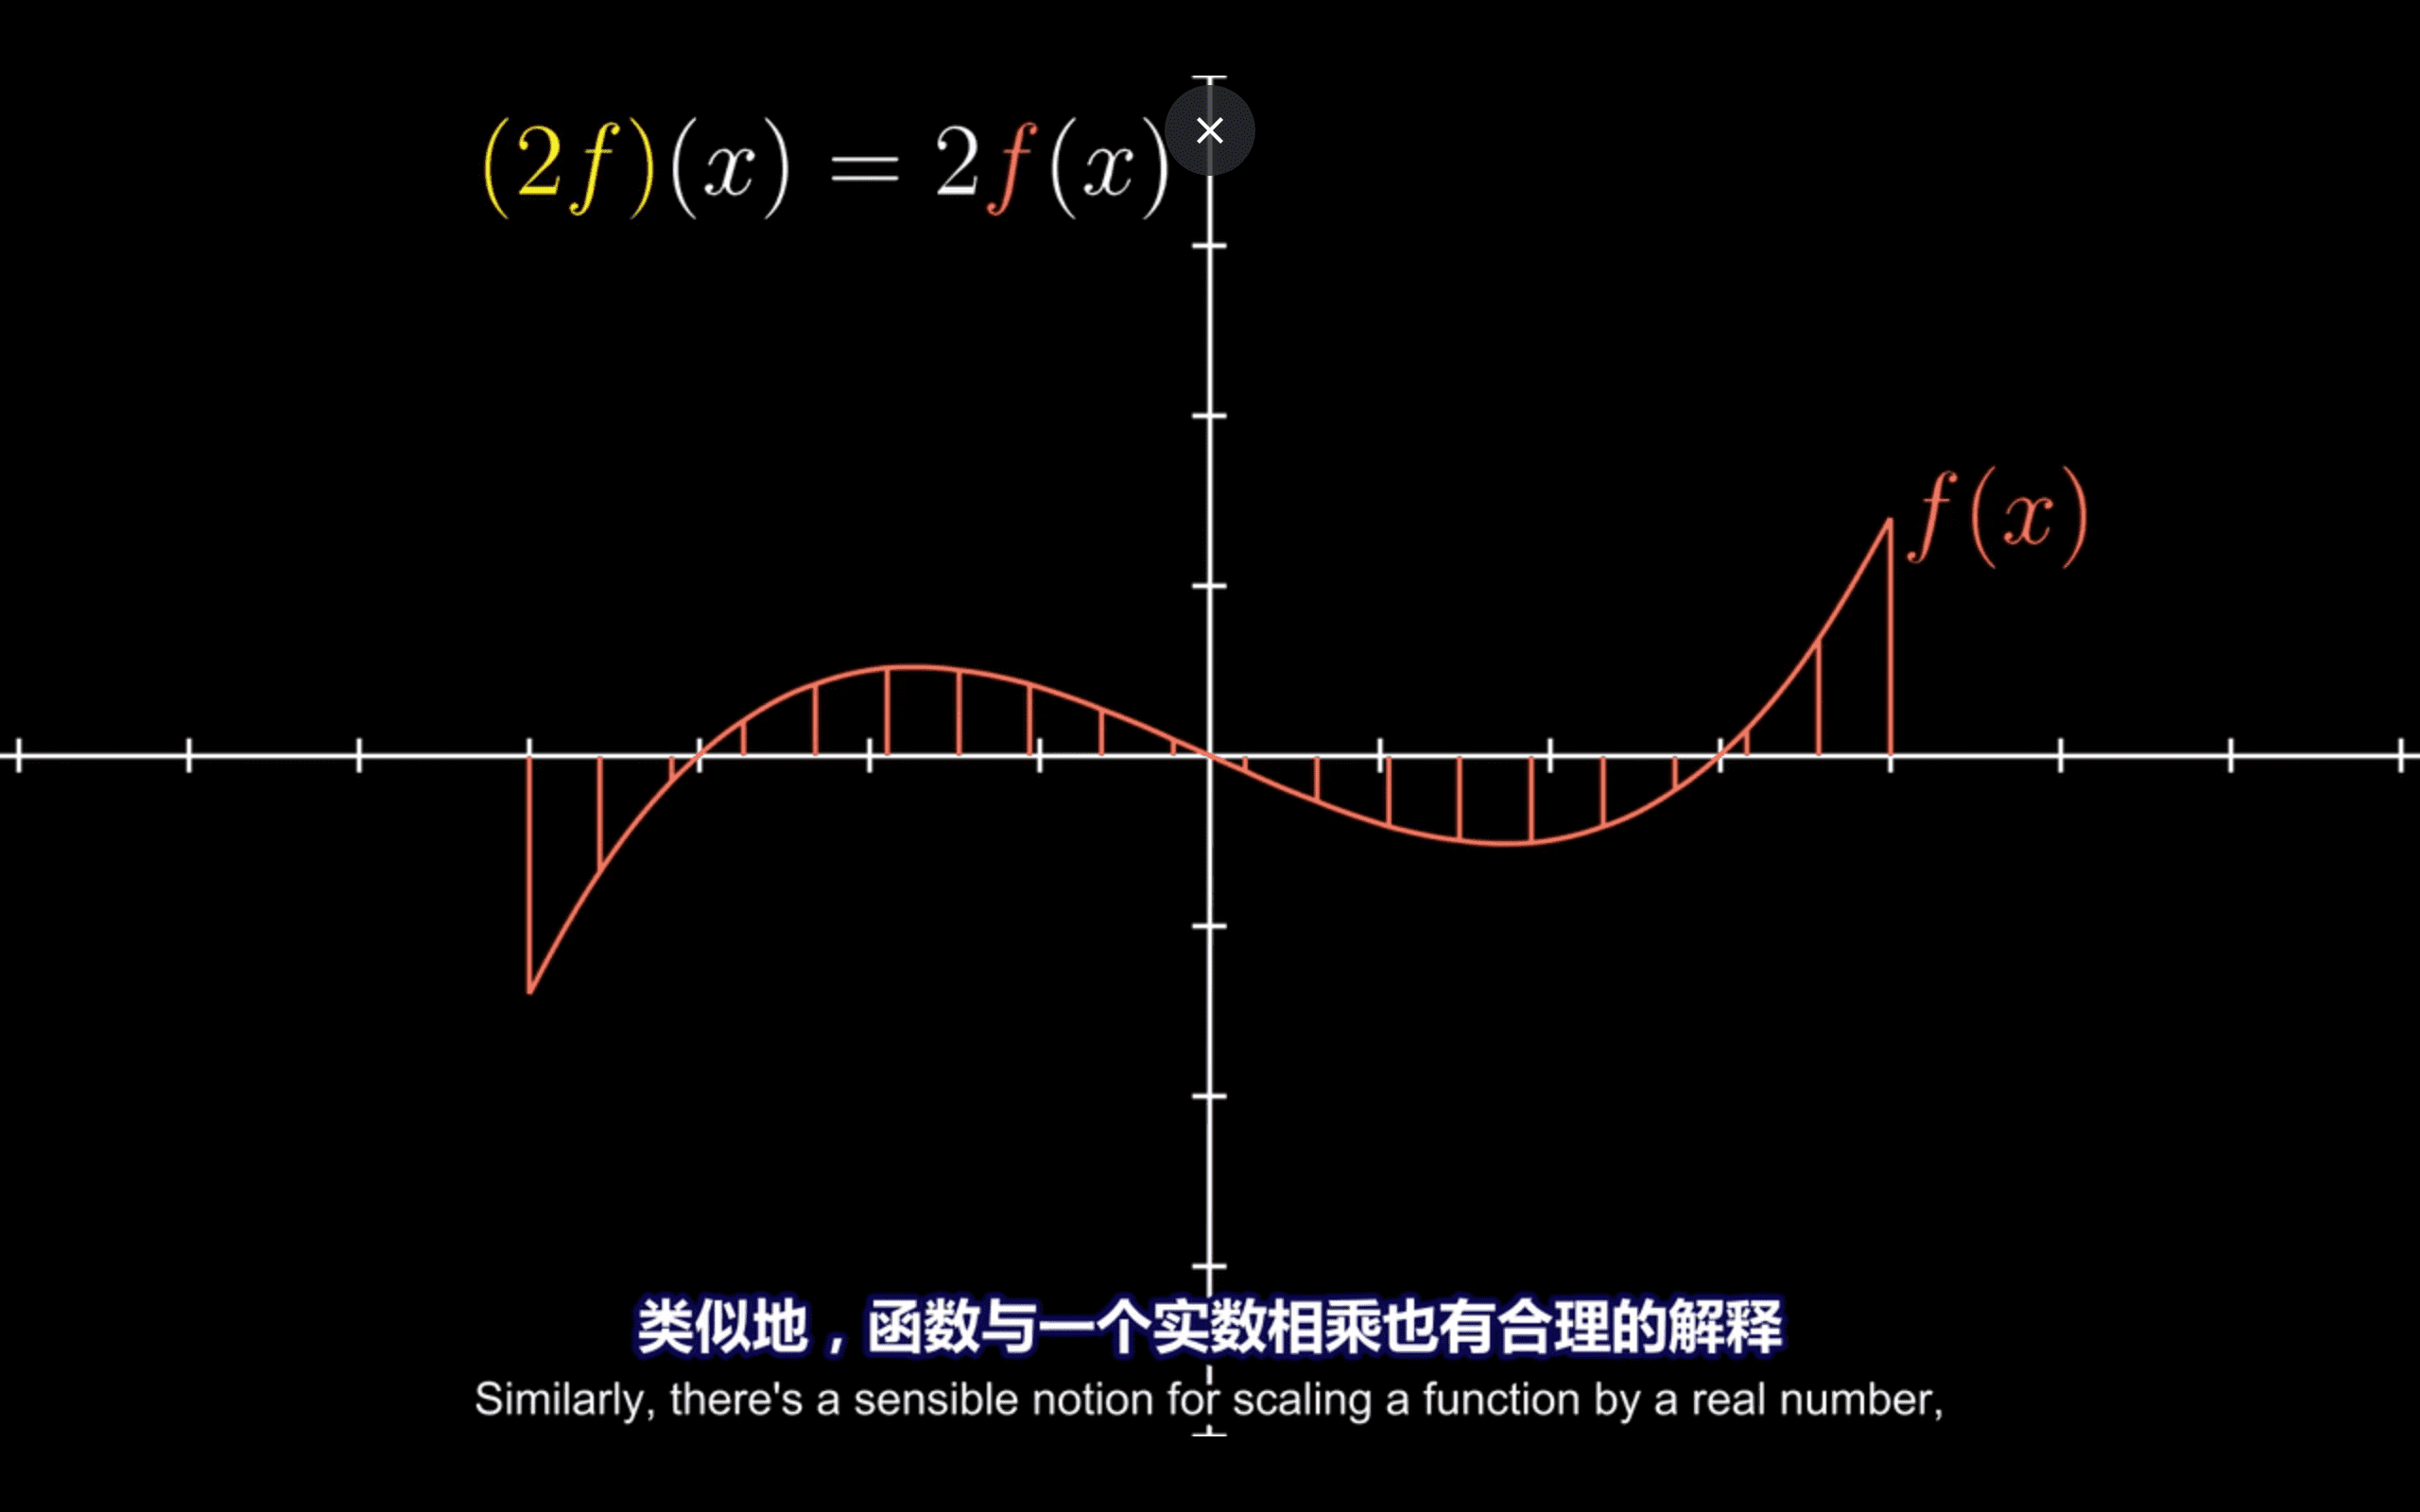 (2f)(x) = 2f(x)
f(x)
类似地，函数与一个实数相乘也有合理的解释
Similarly, there's a sensible notion for scaling a function by a real number,